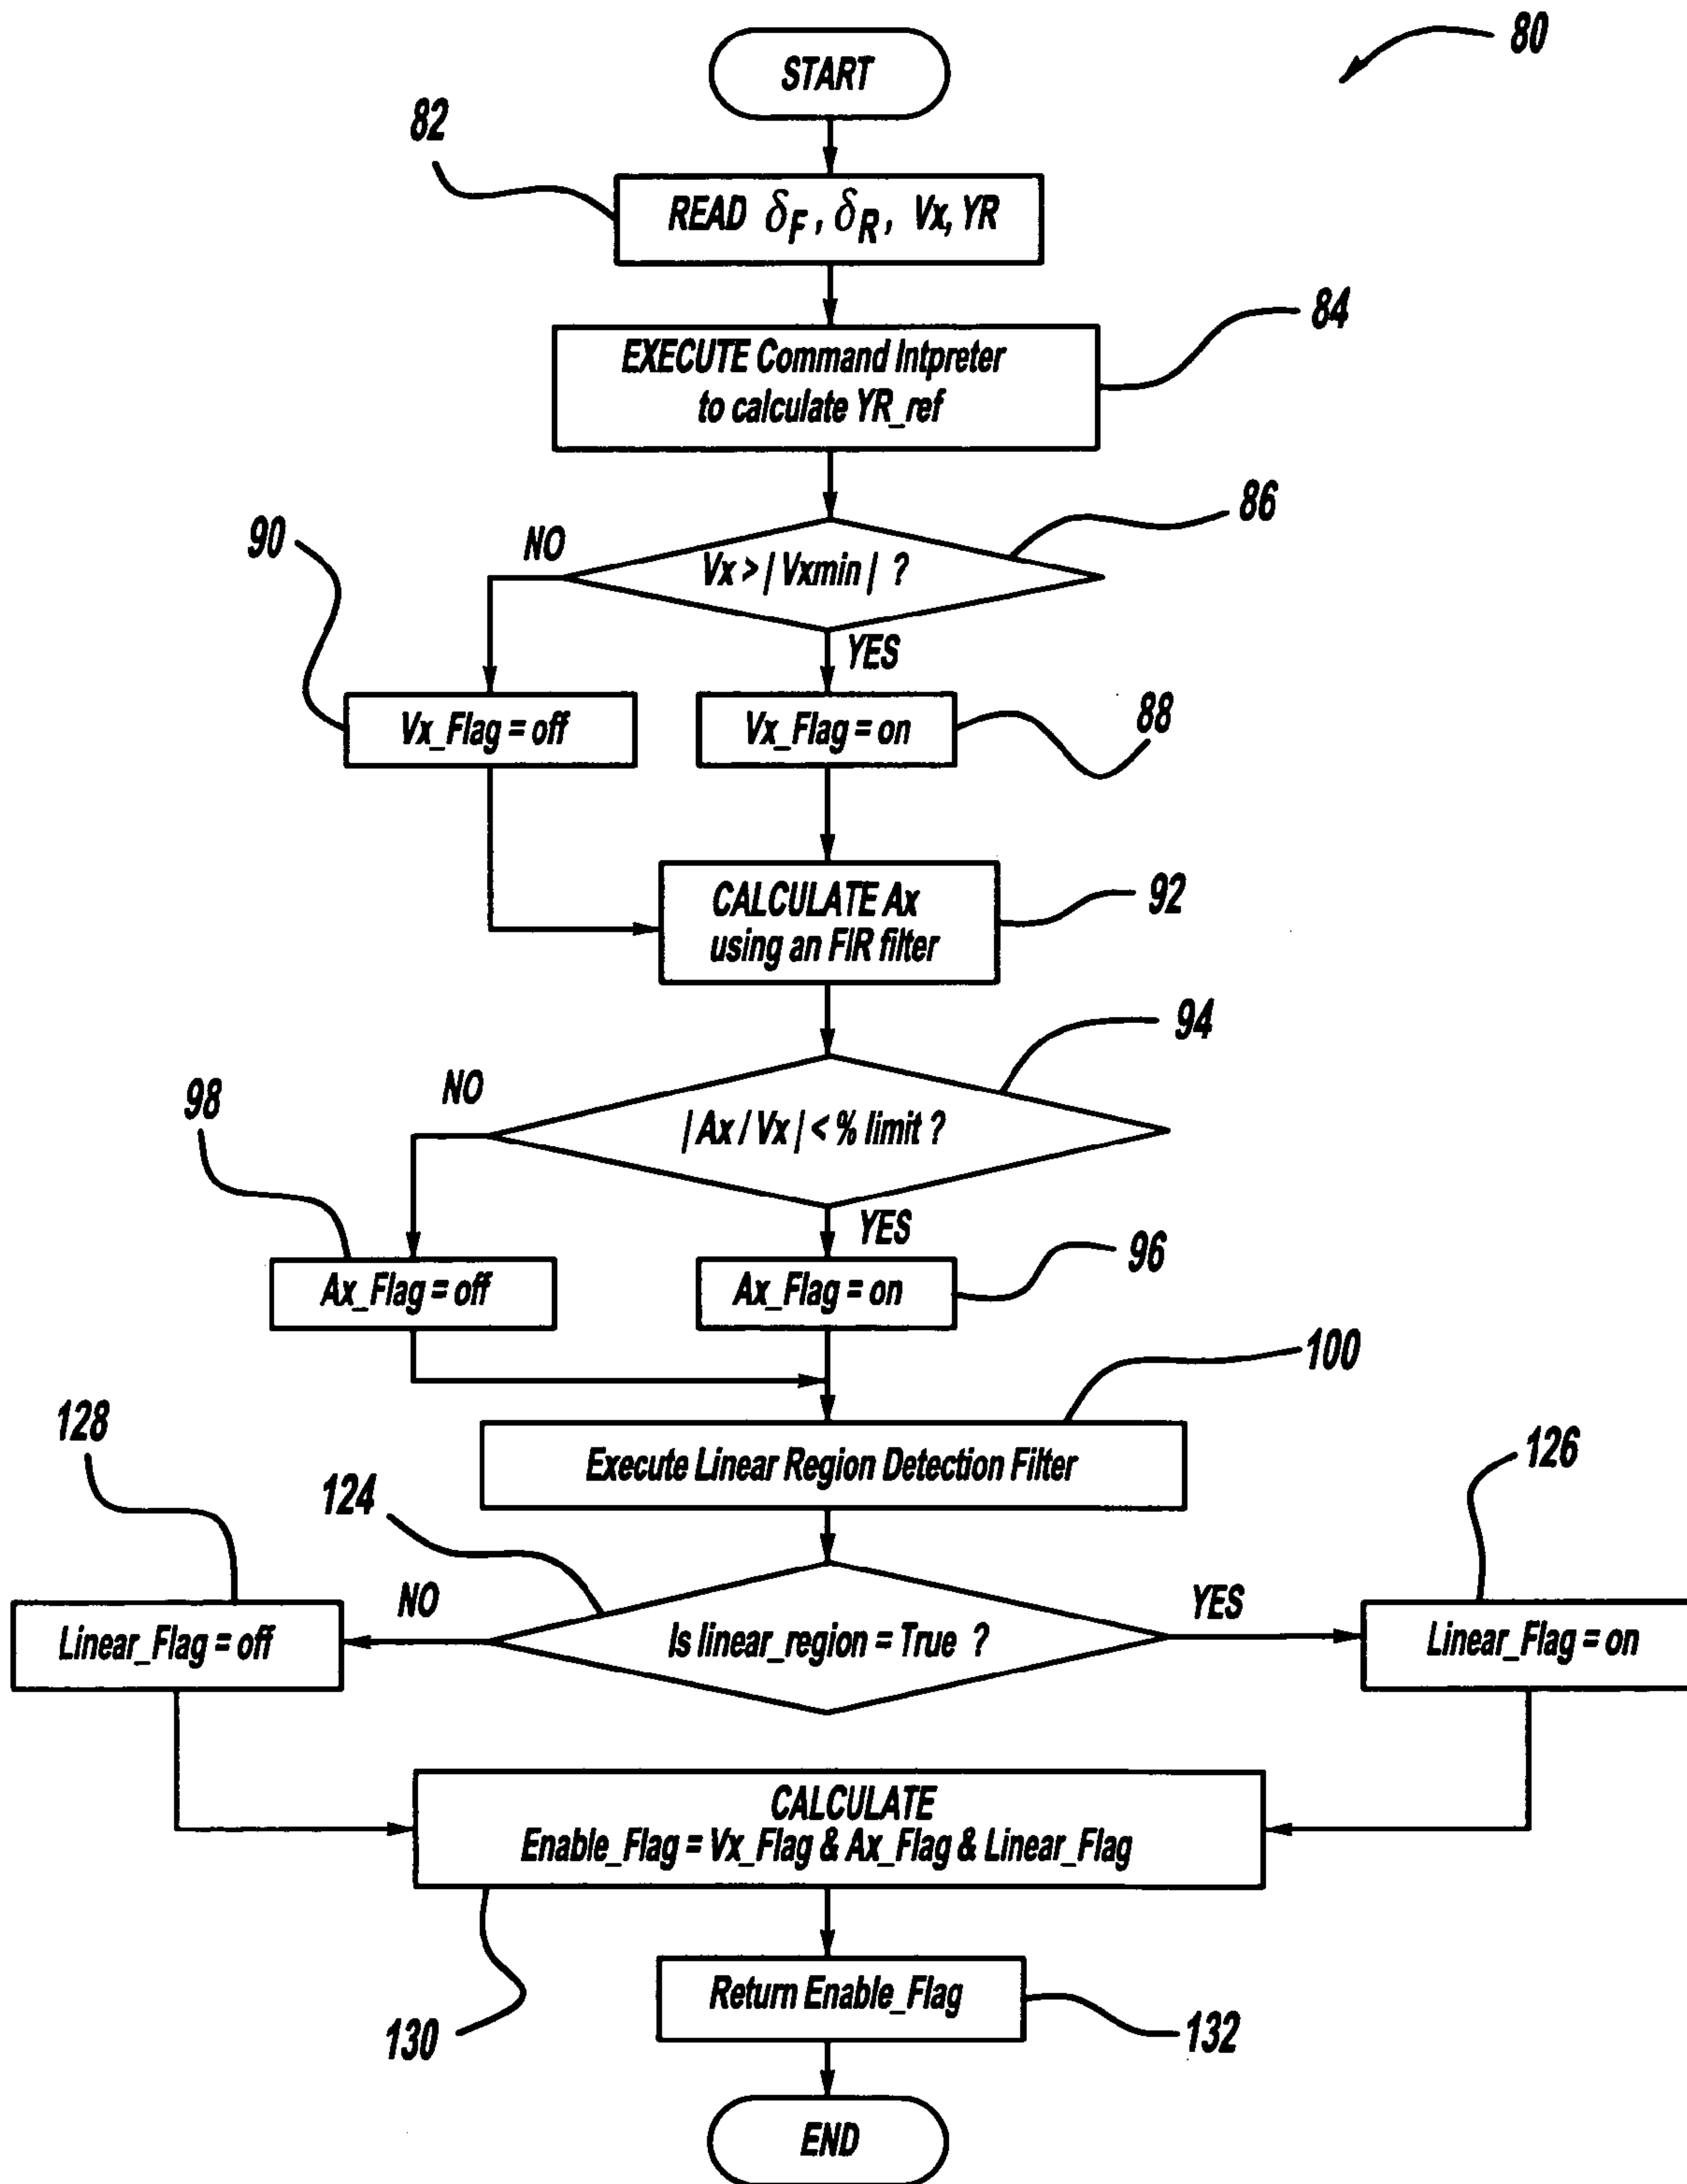 80
START
82
READ δF, δR, Vx, YR
84
EXECUTE Command Intpreter
to calculate YR_ref
86
90
NO
Vx > | Vxmin | ?
YES
88
Vx_Flag = off
Vx_Flag = on
92
CALCULATE Ax
using an FIR filter
94
98
NO
| Ax / Vx | < % limit ?
YES
96
Ax_Flag = off
Ax_Flag = on
100
128
Execute Linear Region Detection Filter
126
124
NO
YES
Linear_Flag = off
Is linear_region = True ?
Linear_Flag = on
CALCULATE
Enable_Flag = Vx_Flag & Ax_Flag & Linear_Flag
130
Return Enable_Flag
132
END